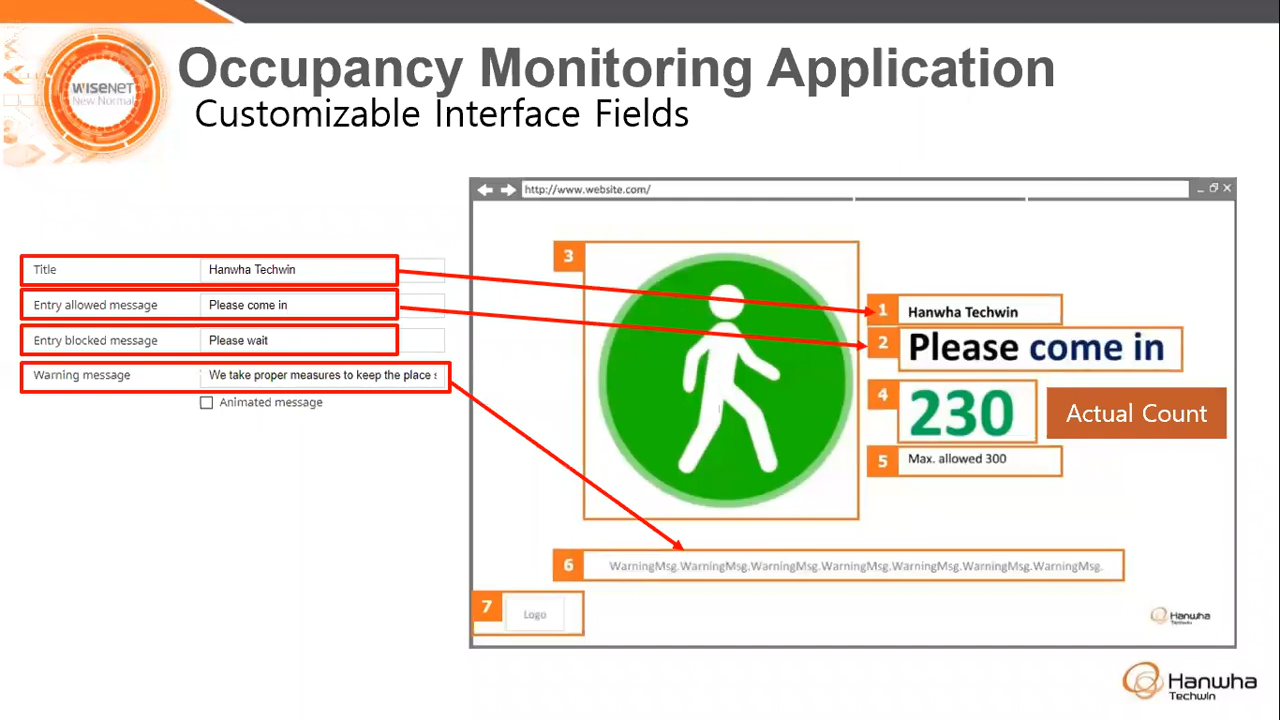 WISENET
New Normal
Occupancy Monitoring Application
Customizable Interface Fields
http://www.website.com/
Title Hanwha Techwin
Entry allowed message Please come in
Entry blocked message Please wait
Warning message We take proper measures to keep the place s
Animated message
3
1 Hanwha Techwin
2 Please come in
4 230 Actual Count
5 Max. allowed 300
6 WarningMsg.WarningMsg.WarningMsg.WarningMsg.WarningMsg.WarningMsg.WarningMsg.
7 Logo
Hanwha
Techwin
Hanwha
Techwin